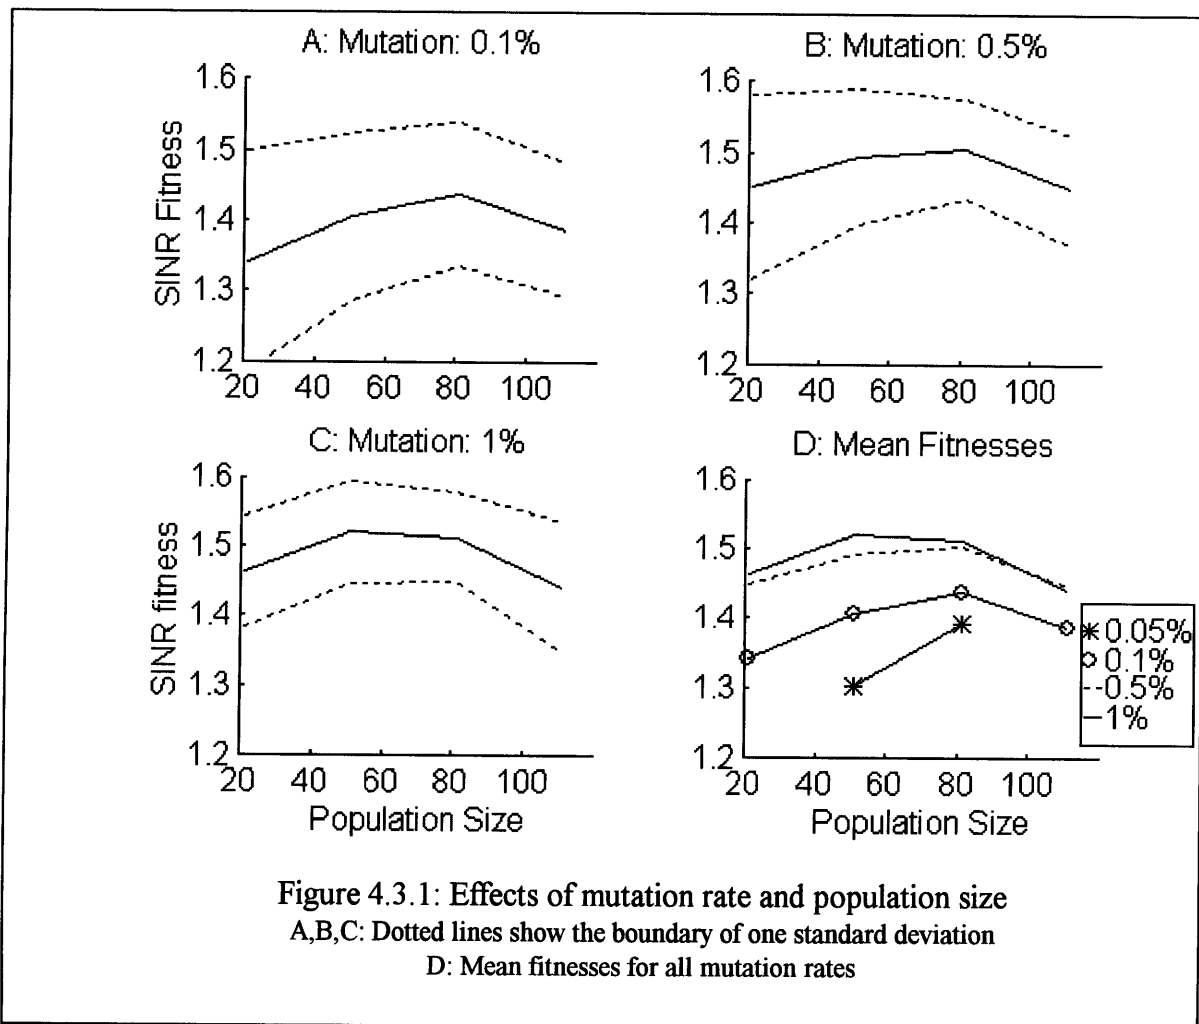 A: Mutation: 0.1%
B: Mutation: 0.5%
SINR Fitness
1.6
1.5
1.4
1.3
1.2
20 40 60 80 100
1.6
1.5
1.4
1.3
1.2
20 40 60 80 100
C: Mutation: 1%
D: Mean Fitnesses
SINR fitness
1.6
1.5
1.4
1.3
1.2
20 40 60 80 100
Population Size
1.6
1.5
1.4
1.3
1.2
20 40 60 80 100
Population Size
0.05%
0.1%
0.5%
1%
Figure 4.3.1: Effects of mutation rate and population size
A,B,C: Dotted lines show the boundary of one standard deviation
D: Mean fitnesses for all mutation rates